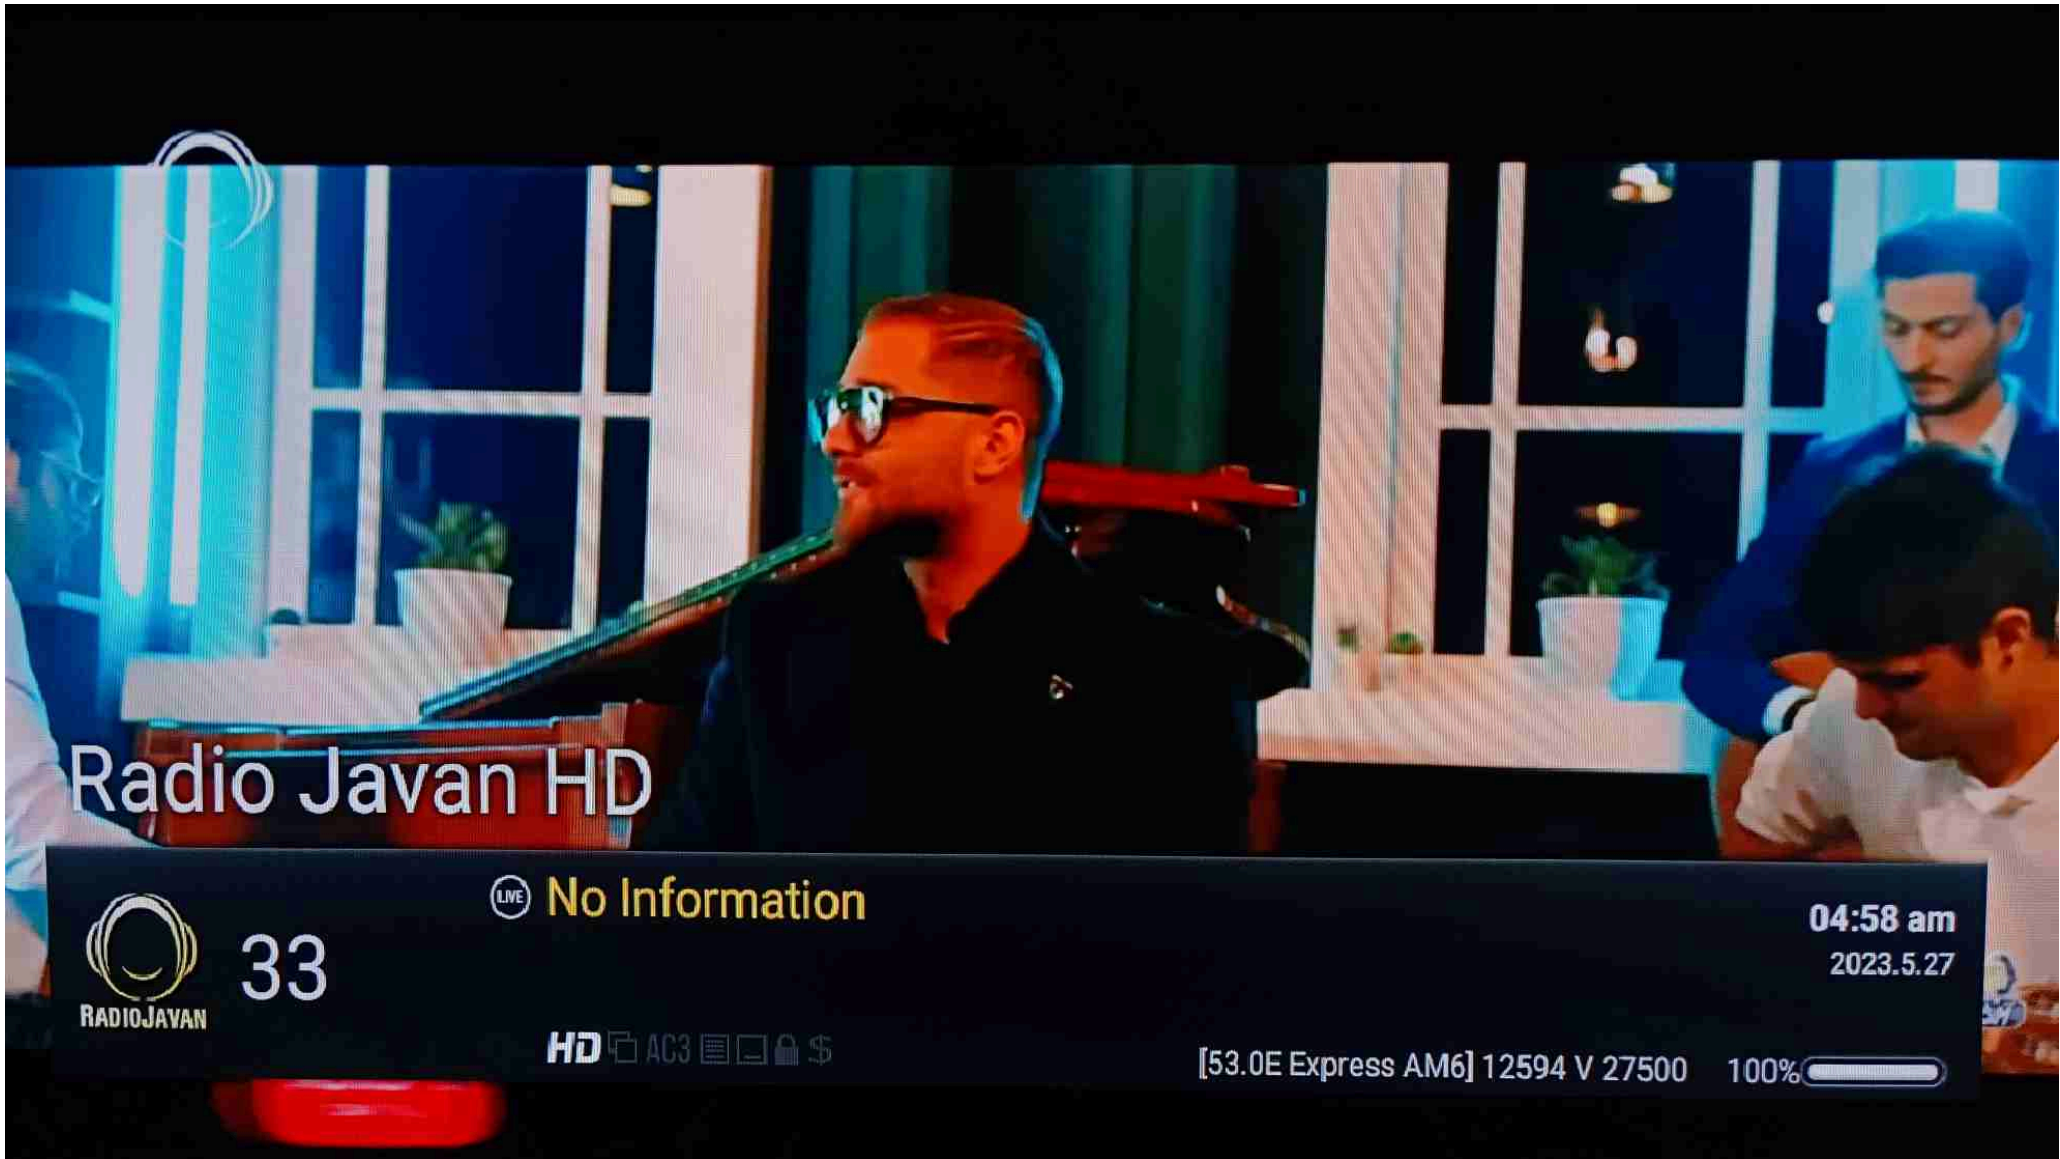 Radio Javan HD
LIVE No Information
04:58 am
2023.5.27
33
RADIOJAVAN
HD AC3 $
[53.0E Express AM6] 12594 V 27500 100%